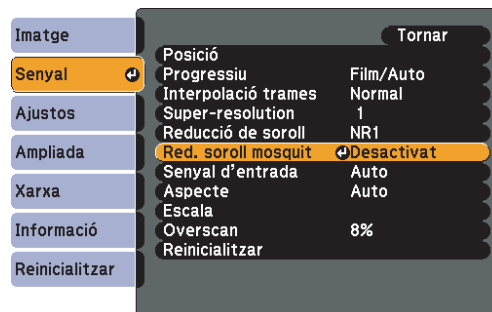 Imatge
Senyal
Ajustos
Ampliada
Xarxa
Informació
Reinicialitzar
Tornar
Posició
Progressiu Film/Auto
Interpolació trames Normal
Super-resolution 1
Reducció de soroll NR1
Red. soroll mosquit Desactivat
Senyal d'entrada Auto
Aspecte Auto
Escala
Overscan 8%
Reinicialitzar